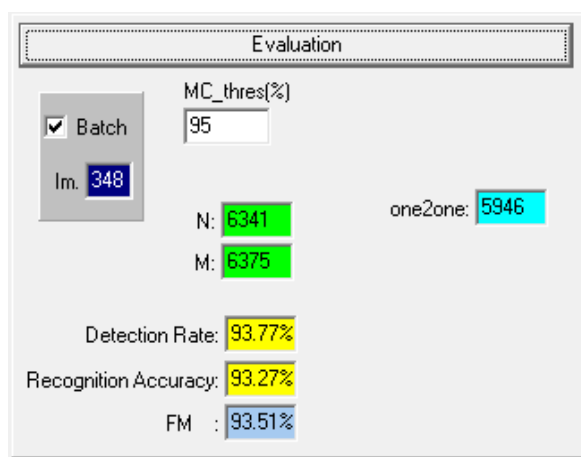 Evaluation
MC_thres(%)
95
Batch
Im. 348
one2one: 5946
N: 6341
M: 6375
Detection Rate: 93.77%
Recognition Accuracy: 93.27%
FM : 93.51%